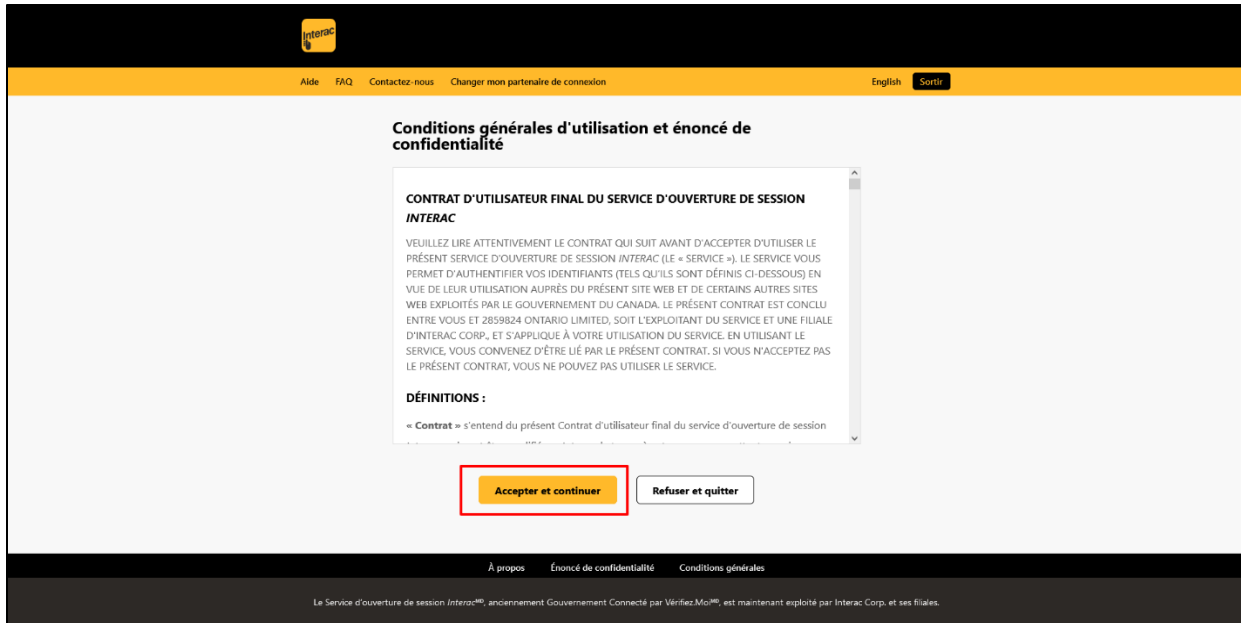 Interac
Aide FAQ Contactez-nous Changer mon partenaire de connexion English Sortir
Conditions générales d'utilisation et énoncé de
confidentialité
CONTRAT D'UTILISATEUR FINAL DU SERVICE D'OUVERTURE DE SESSION
INTERAC
VEUILLEZ LIRE ATTENTIVEMENT LE CONTRAT QUI SUIT AVANT D'ACCEPTER D'UTILISER LE
PRÉSENT SERVICE D'OUVERTURE DE SESSION INTERAC (LE « SERVICE »). LE SERVICE VOUS
PERMET D'AUTHENTIFIER VOS IDENTIFIANTS (TELS QU'ILS SONT DÉFINIS CI-DESSOUS) EN
VUE DE LEUR UTILISATION AUPRÈS DU PRÉSENT SITE WEB ET DE CERTAINS AUTRES SITES
WEB EXPLOITÉS PAR LE GOUVERNEMENT DU CANADA. LE PRÉSENT CONTRAT EST CONCLU
ENTRE VOUS ET 2859824 ONTARIO LIMITED, SOIT L'EXPLOITANT DU SERVICE ET UNE FILIALE
D'INTERAC CORP., ET S'APPLIQUE À VOTRE UTILISATION DU SERVICE. EN UTILISANT LE
SERVICE, VOUS CONVENEZ D'ÊTRE LIÉ PAR LE PRÉSENT CONTRAT. SI VOUS N'ACCEPTEZ PAS
LE PRÉSENT CONTRAT, VOUS NE POUVEZ PAS UTILISER LE SERVICE.
DÉFINITIONS :
« Contrat » s'entend du présent Contrat d'utilisateur final du service d'ouverture de session
Accepter et continuer Refuser et quitter
À propos Énoncé de confidentialité Conditions générales
Le Service d'ouverture de session Interac ᴹᴰ, anciennement Gouvernement Connecté par Vérifiez.Moi ᴹᴰ, est maintenant exploité par Interac Corp. et ses filiales.